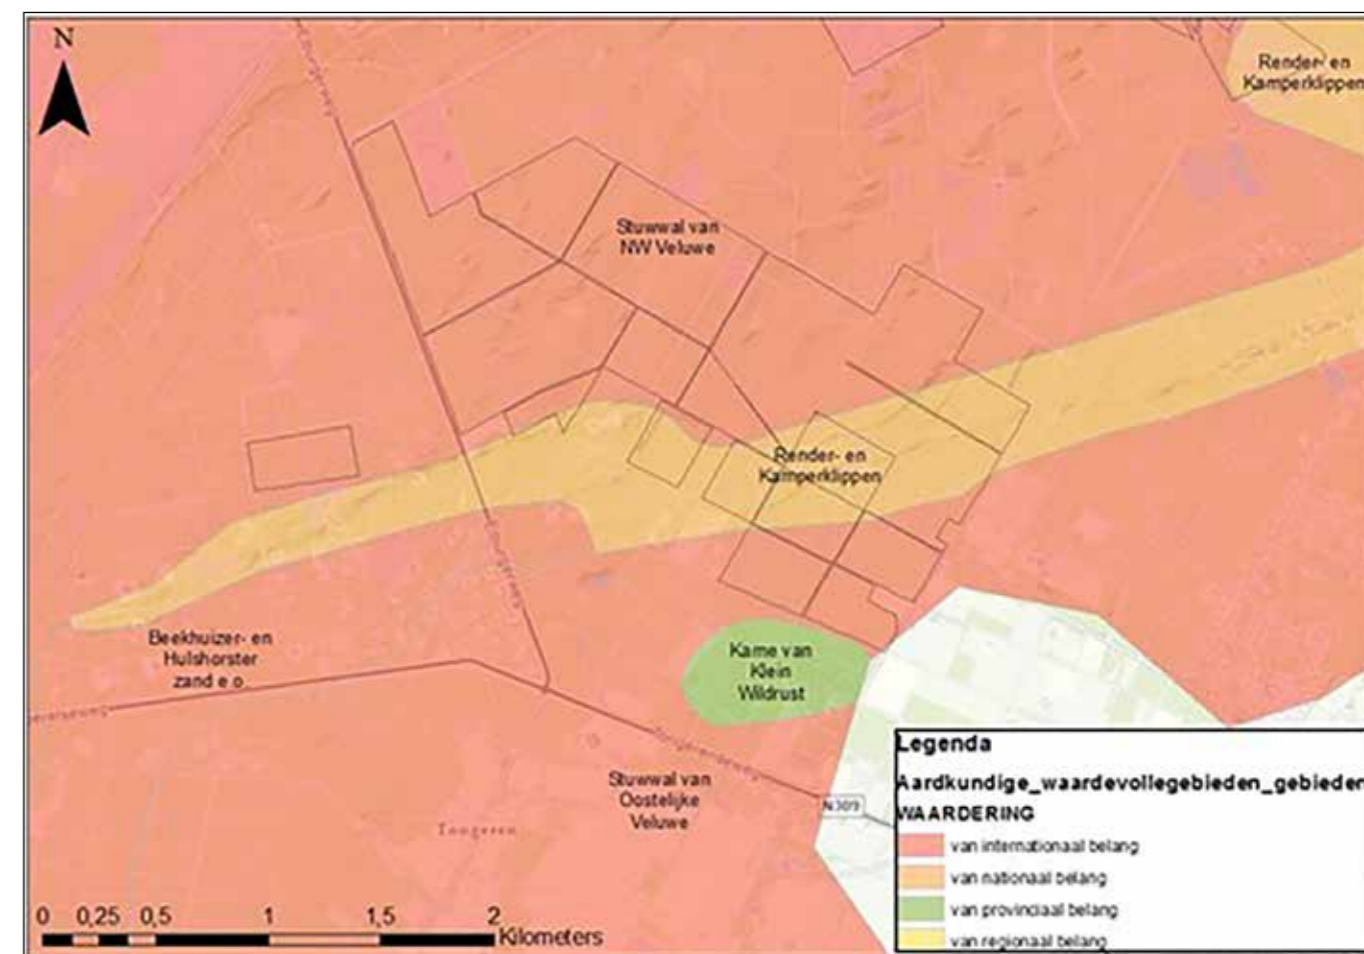 N
Render- en
Kamperklippen
Stuwwal van
NW Veluwe
Render- en
Kamperklippen
Beekhuizer- en
Hulshorster
zand e.o.
Kame van
Klein
Wildrust
Stuwwal van
Oostelijke
Veluwe
Tongeren
N309
0 0,25 0,5 1 1,5 2
Kilometers
Legenda
Aardkundige_waardevollegebieden_gebieden
WAARDERING
van internationaal belang
van nationaal belang
van provinciaal belang
van regionaal belang